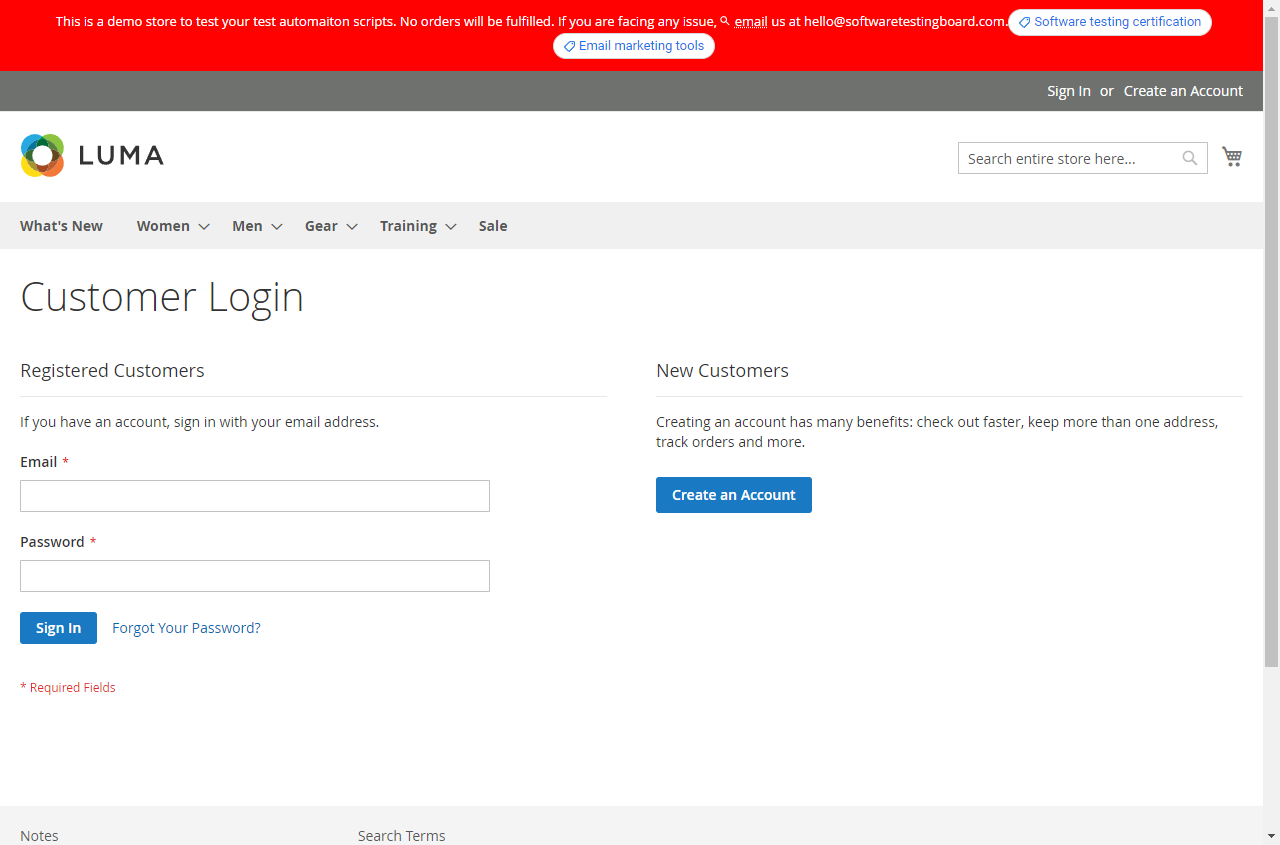 This is a demo store to test your test automaiton scripts. No orders will be fulfilled. If you are facing any issue, email us at hello@softwaretestingboard.com. Software testing certification
Email marketing tools
Sign In or Create an Account
LUMA
Search entire store here...
What's New Women Men Gear Training Sale
Customer Login
Registered Customers
If you have an account, sign in with your email address.
Email *
Password *
Sign In Forgot Your Password?
* Required Fields
New Customers
Creating an account has many benefits: check out faster, keep more than one address,
track orders and more.
Create an Account
Notes Search Terms